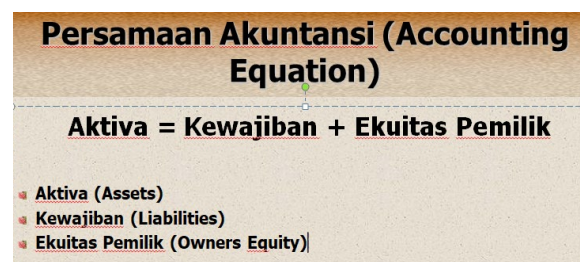 Persamaan Akuntansi (Accounting
Equation)
Aktiva = Kewajiban + Ekuitas Pemilik
Aktiva (Assets)
Kewajiban (Liabilities)
Ekuitas Pemilik (Owners Equity)